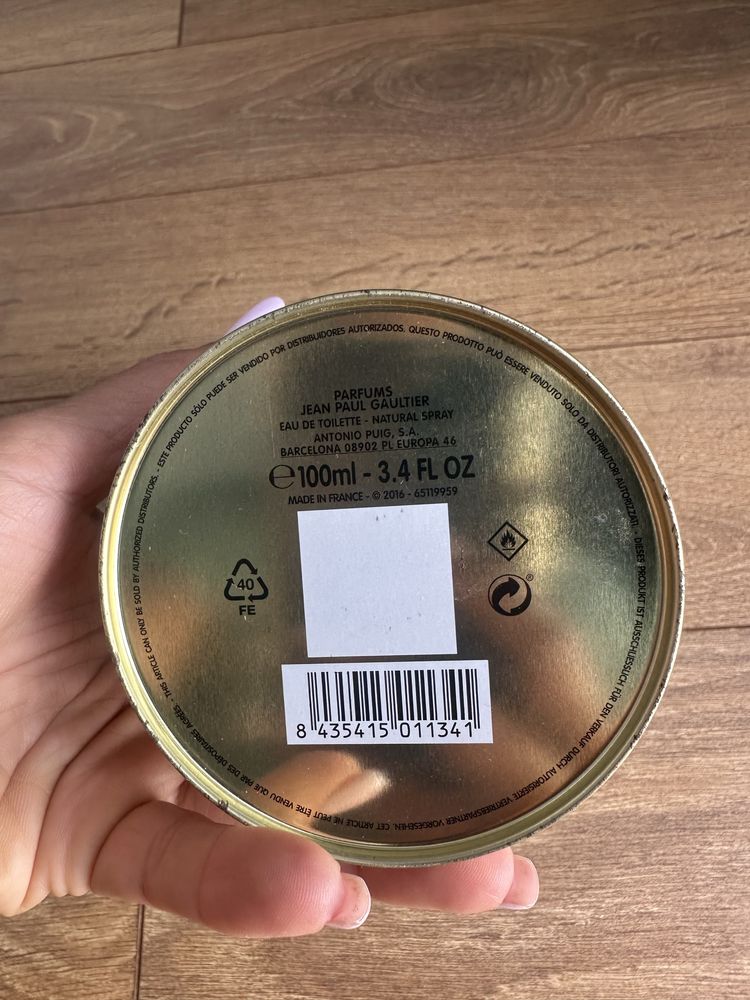 PARFUMS
JEAN PAUL GAULTIER
EAU DE TOILETTE - NATURAL SPRAY
ANTONIO PUIG, S.A.
BARCELONA 08902 PL EUROPA 46
℮ 100ml - 3.4 FL OZ
MADE IN FRANCE - © 2016 - 65119959
40
FE
®
8 435415 011341
- THIS ARTICLE CAN ONLY BE SOLD BY AUTHORIZED DISTRIBUTORS. - ESTE PRODUCTO SÓLO PUEDE SER VENDIDO POR DISTRIBUIDORES AUTORIZADOS. QUESTO PRODOTTO PUÒ ESSERE VENDUTO SOLO DA DISTRIBUTORI AUTORIZZATI. - DIESES PRODUKT IST AUSSCHLIESSLICH FÜR DEN VERKAUF DURCH AUTORISIERTE VERTRIEBSPARTNER VORGESEHEN. CET ARTICLE NE PEUT ÊTRE VENDU QUE PAR DES DÉPOSITAIRES AGRÉÉS.